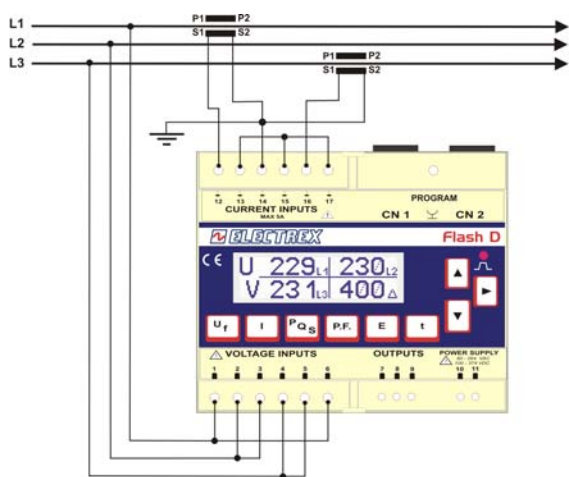 L1
P1 P2
S1 S2
L2
L3
P1 P2
S1 S2
12 13 14 15 16 17
CURRENT INPUTS
MAX 5A
PROGRAM
CN 1 CN 2
ELECTREX
Flash D
CE
U 229L1 230L2
V 231L3 400△
Uf I PQS P.F. E t
VOLTAGE INPUTS
OUTPUTS
POWER SUPPLY
1 2 3 4 5 6
7 8 9
10 11